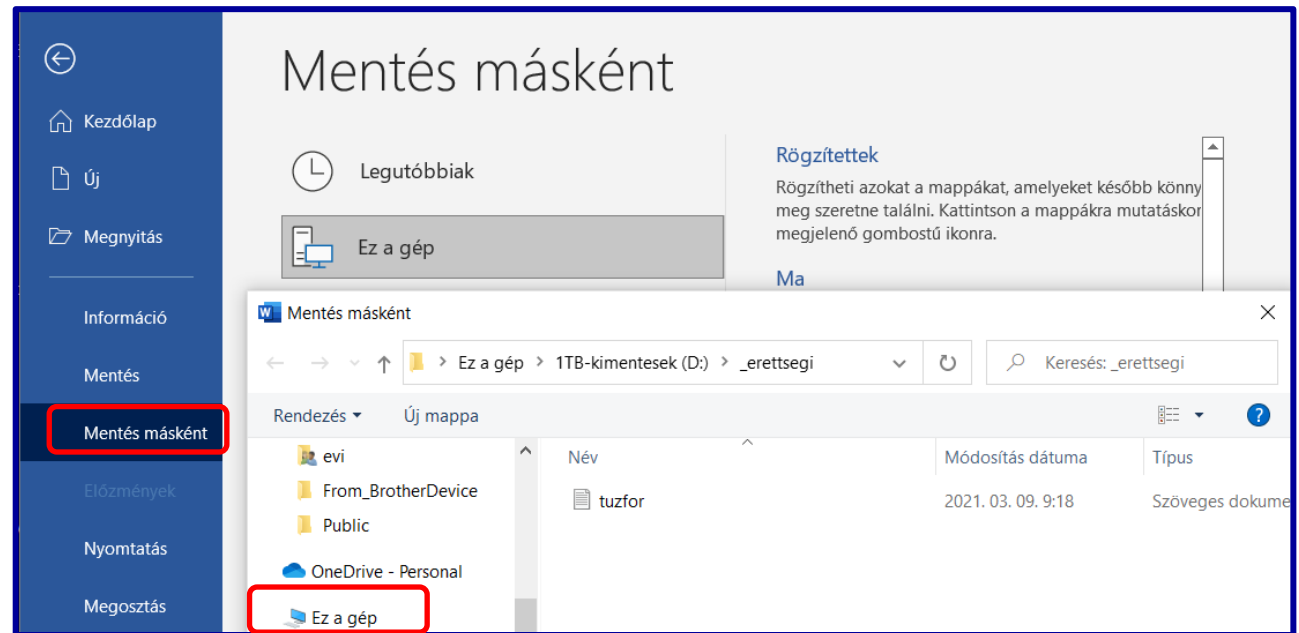 Mentés másként
Kezdőlap
Új
Megnyitás
Információ
Mentés
Mentés másként
Előzmények
Nyomtatás
Megosztás
Legutóbbiak
Ez a gép
Rögzítettek
Rögzítheti azokat a mappákat, amelyeket később könny
meg szeretne találni. Kattintson a mappákra mutatáskor
megjelenő gombostű ikonra.
Ma
Mentés másként
Ez a gép > 1TB-kimentesek (D:) > _erettsegi
Keresés: _erettsegi
Rendezés Új mappa
evi
From_BrotherDevice
Public
OneDrive - Personal
Ez a gép
Név Módosítás dátuma Típus
tuzfor 2021. 03. 09. 9:18 Szöveges dokume